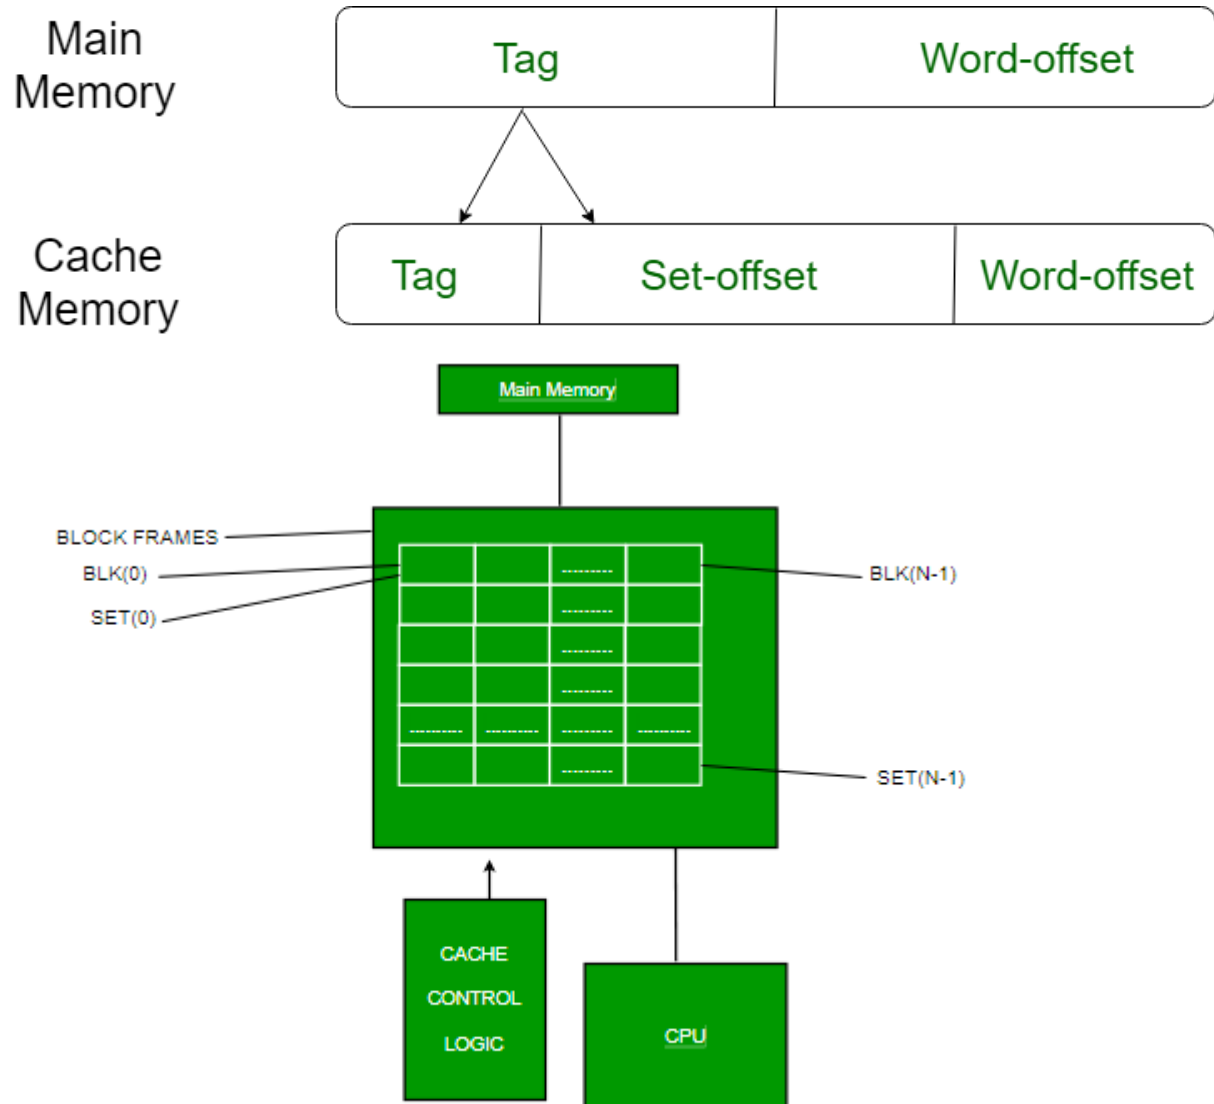 Main
Memory
Tag
Word-offset
Cache
Memory
Tag
Set-offset
Word-offset
Main Memory
BLOCK FRAMES
BLK(0)
SET(0)
BLK(N-1)
SET(N-1)
CACHE
CONTROL
LOGIC
CPU